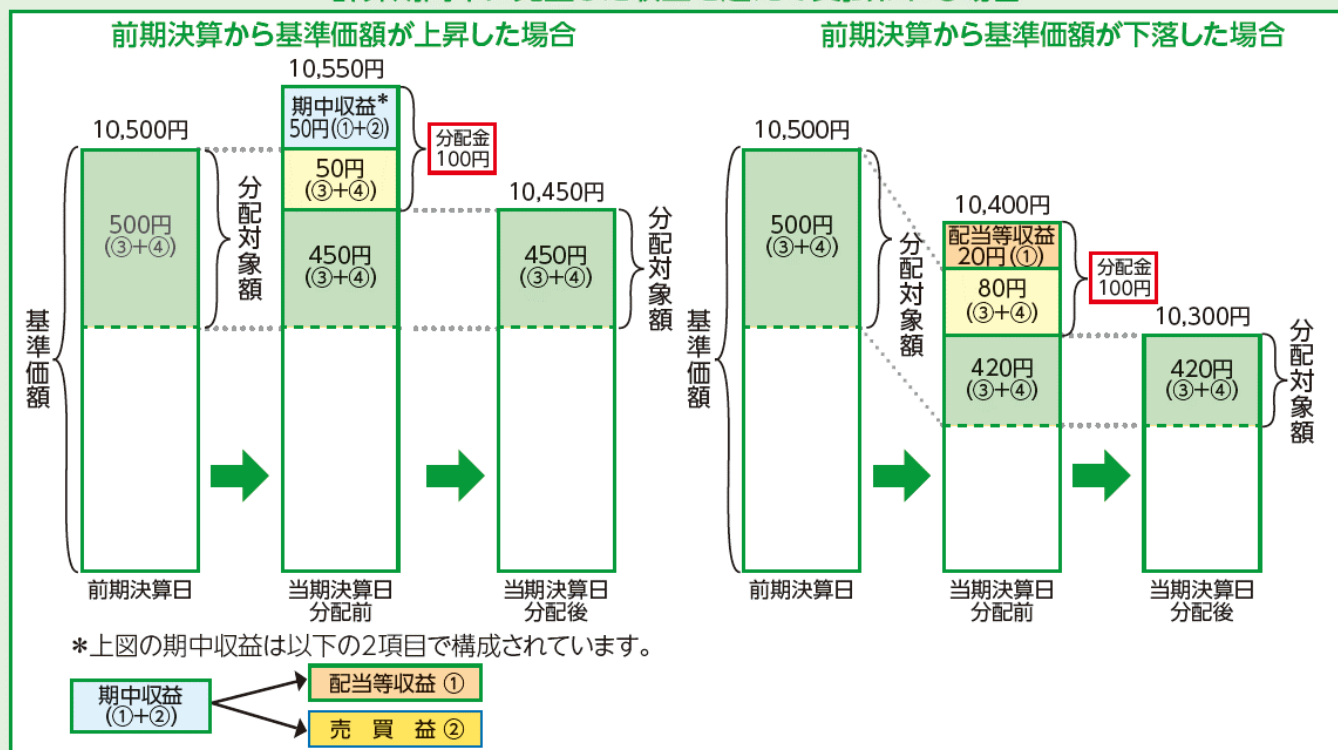 前期決算から基準価額が上昇した場合
10,500円
500円
(③+④)
分配対象額
基準価額
10,550円
期中収益*
50円(①+②)
50円
(③+④)
450円
(③+④)
分配金
100円
10,450円
450円
(③+④)
分配対象額
前期決算日
当期決算日
分配前
当期決算日
分配後
前期決算から基準価額が下落した場合
10,500円
500円
(③+④)
分配対象額
基準価額
10,400円
配当等収益
20円(①)
80円
(③+④)
420円
(③+④)
分配金
100円
10,300円
420円
(③+④)
分配対象額
前期決算日
当期決算日
分配前
当期決算日
分配後
*上図の期中収益は以下の2項目で構成されています。
期中収益
(①+②)
配当等収益 ①
売 買 益 ②